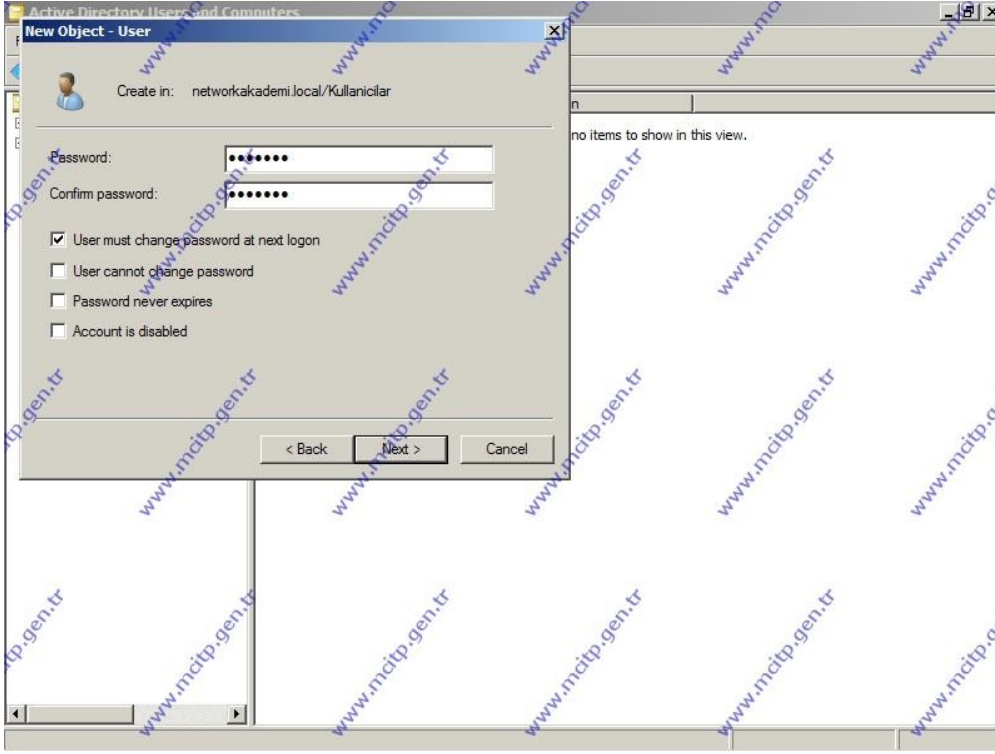 Active Directory Users and Computers
New Object - User
Create in: networkakademi.local/Kullanicilar
n
no items to show in this view.
Password:
Confirm password:
User must change password at next logon
User cannot change password
Password never expires
Account is disabled
< Back
Next >
Cancel
www.mcitp.gen.tr